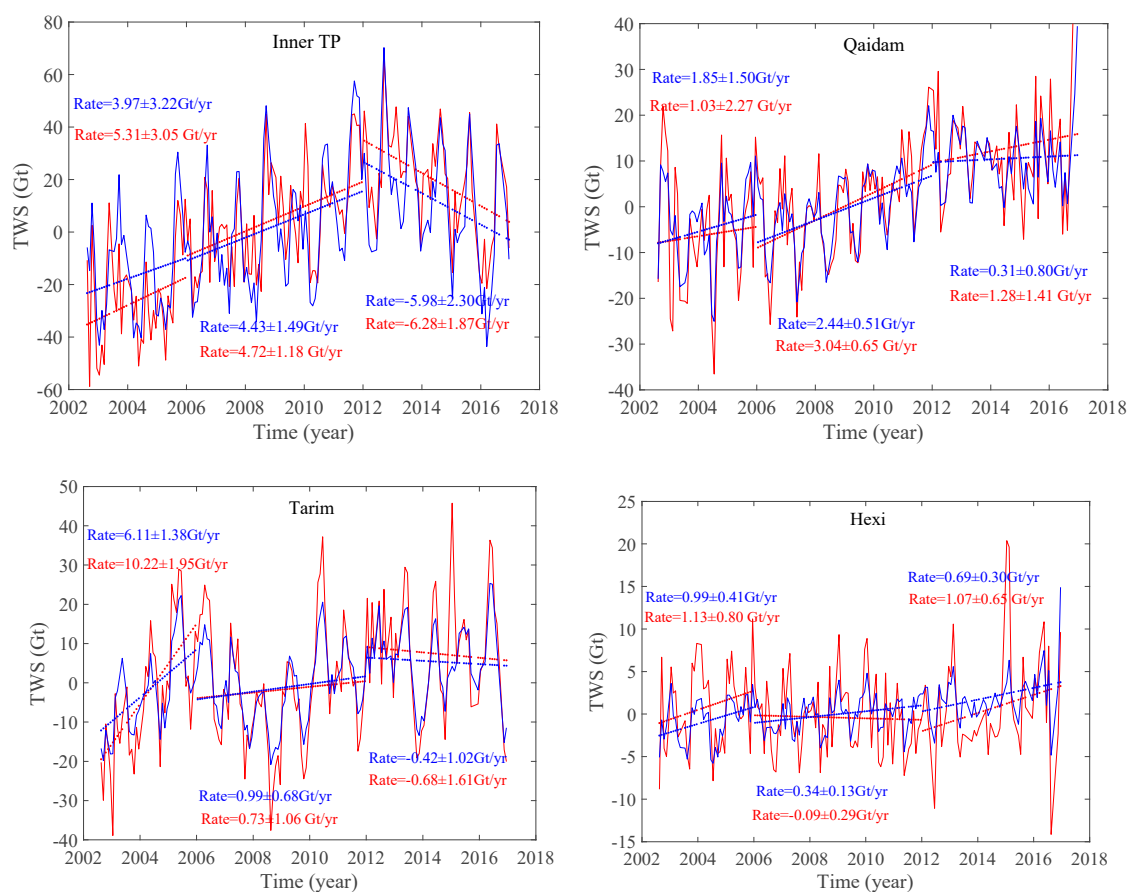 Inner TP
Rate=3.97±3.22Gt/yr
Rate=5.31±3.05 Gt/yr
Rate=-5.98±2.30Gt/yr
Rate=-6.28±1.87Gt/yr
Rate=4.43±1.49Gt/yr
Rate=4.72±1.18 Gt/yr
TWS (Gt)
80
60
40
20
0
-20
-40
-60
2002 2004 2006 2008 2010 2012 2014 2016 2018
Time (year)
Qaidam
Rate=1.85±1.50Gt/yr
Rate=1.03±2.27 Gt/yr
Rate=0.31±0.80Gt/yr
Rate=1.28±1.41 Gt/yr
Rate=2.44±0.51Gt/yr
Rate=3.04±0.65 Gt/yr
TWS (Gt)
40
30
20
10
0
-10
-20
-30
-40
2002 2004 2006 2008 2010 2012 2014 2016 2018
Time (year)
Tarim
Rate=6.11±1.38Gt/yr
Rate=10.22±1.95Gt/yr
Rate=-0.42±1.02Gt/yr
Rate=-0.68±1.61Gt/yr
Rate=0.99±0.68Gt/yr
Rate=0.73±1.06 Gt/yr
TWS (Gt)
50
40
30
20
10
0
-10
-20
-30
-40
2002 2004 2006 2008 2010 2012 2014 2016 2018
Time (year)
Hexi
Rate=0.69±0.30Gt/yr
Rate=1.07±0.65 Gt/yr
Rate=0.99±0.41Gt/yr
Rate=1.13±0.80 Gt/yr
Rate=0.34±0.13Gt/yr
Rate=-0.09±0.29Gt/yr
TWS (Gt)
25
20
15
10
5
0
-5
-10
-15
2002 2004 2006 2008 2010 2012 2014 2016 2018
Time (year)